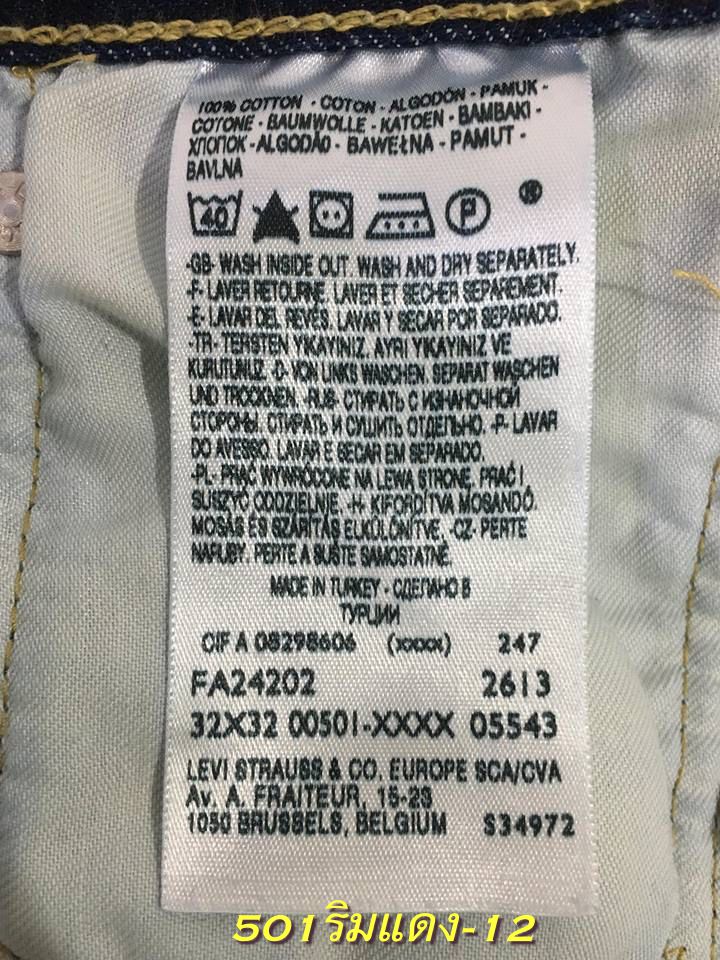 100% COTTON - COTON - ALGODÓN - PAMUK -
COTONE - BAUMWOLLE - KATOEN - BAMBAKI -
ХЛОПОК - ALGODÃO - BAWEŁNA - PAMUT -
BAVLNA
40 P ®
-GB- WASH INSIDE OUT. WASH AND DRY SEPARATELY.
-F- LAVER RETOURNE. LAVER ET SECHER SEPAREMENT.
-E- LAVAR DEL REVÉS. LAVAR Y SECAR POR SEPARADO.
-TR- TERSTEN YIKAYINIZ. AYRI YIKAYINIZ VE
KURUTUNUZ. -D- VON LINKS WASCHEN. SEPARAT WASCHEN
UND TROCKNEN. -RUS- СТИРАТЬ С ИЗНАНОЧНОЙ
СТОРОНЫ. СТИРАТЬ И СУШИТЬ ОТДЕЛЬНО. -P- LAVAR
DO AVESSO. LAVAR E SECAR EM SEPARADO.
-PL- PRAĆ WYWRÓCONE NA LEWĄ STRONĘ. PRAĆ I
SUSZYĆ ODDZIELNIE. -H- KIFORDÍTVA MOSANDÓ.
MOSÁS ÉS SZÁRÍTÁS ELKÜLÖNÍTVE. -CZ- PERTE
NARUBY. PERTE A SUŠTE SAMOSTATNĚ.
MADE IN TURKEY - СДЕЛАНО В
ТУРЦИИ
CIF A 08298606 (xxxx) 247
FA24202 2613
32X32 00501-XXXX 05543
LEVI STRAUSS & CO. EUROPE SCA/CVA
Av. A. FRAITEUR, 15-23
1050 BRUSSELS, BELGIUM S34972
501ริมแดง-12